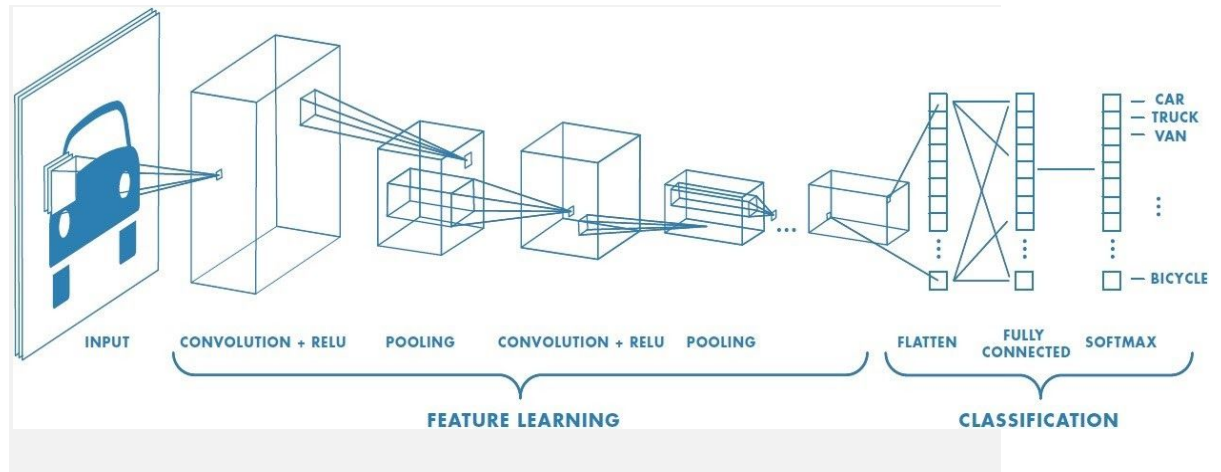 CAR
TRUCK
VAN
BICYCLE
INPUT
CONVOLUTION + RELU
POOLING
CONVOLUTION + RELU
POOLING
FLATTEN
FULLY
CONNECTED
SOFTMAX
FEATURE LEARNING
CLASSIFICATION